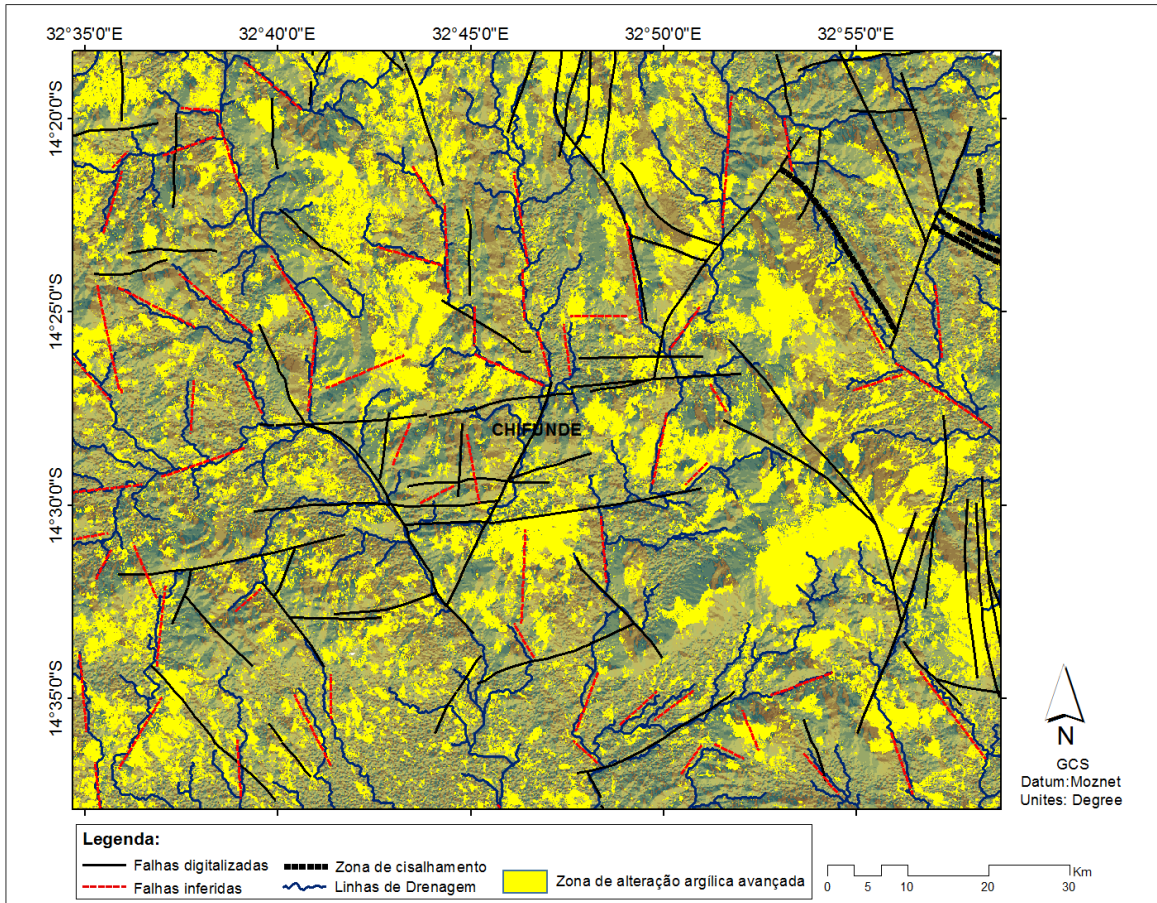 32°35'0"E 32°40'0"E 32°45'0"E 32°50'0"E 32°55'0"E
14°20'0"S
14°25'0"S
CHIFUNDE
14°30'0"S
14°35'0"S
N
GCS
Datum:Moznet
Unites: Degree
Legenda:
Falhas digitalizadas Zona de cisalhamento
Falhas inferidas Linhas de Drenagem Zona de alteração argílica avançada
Km
0 5 10 20 30